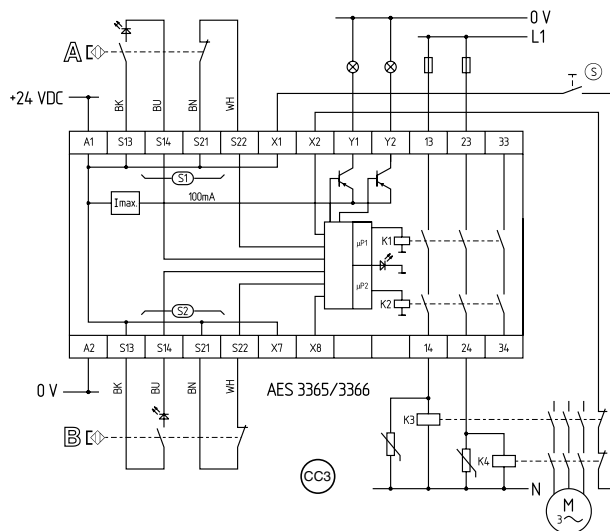 0 V
L1
A
S
+24 VDC
BK
BU
BN
WH
A1 S13 S14 S21 S22 X1 X2 Y1 Y2 13 23 33
S1
Imax.
100mA
µP1
K1
µP2
K2
S2
A2 S13 S14 S21 S22 X7 X8 14 24 34
0 V
BK
BU
BN
WH
AES 3365/3366
B
K3
K4
CC3
N
M
3~